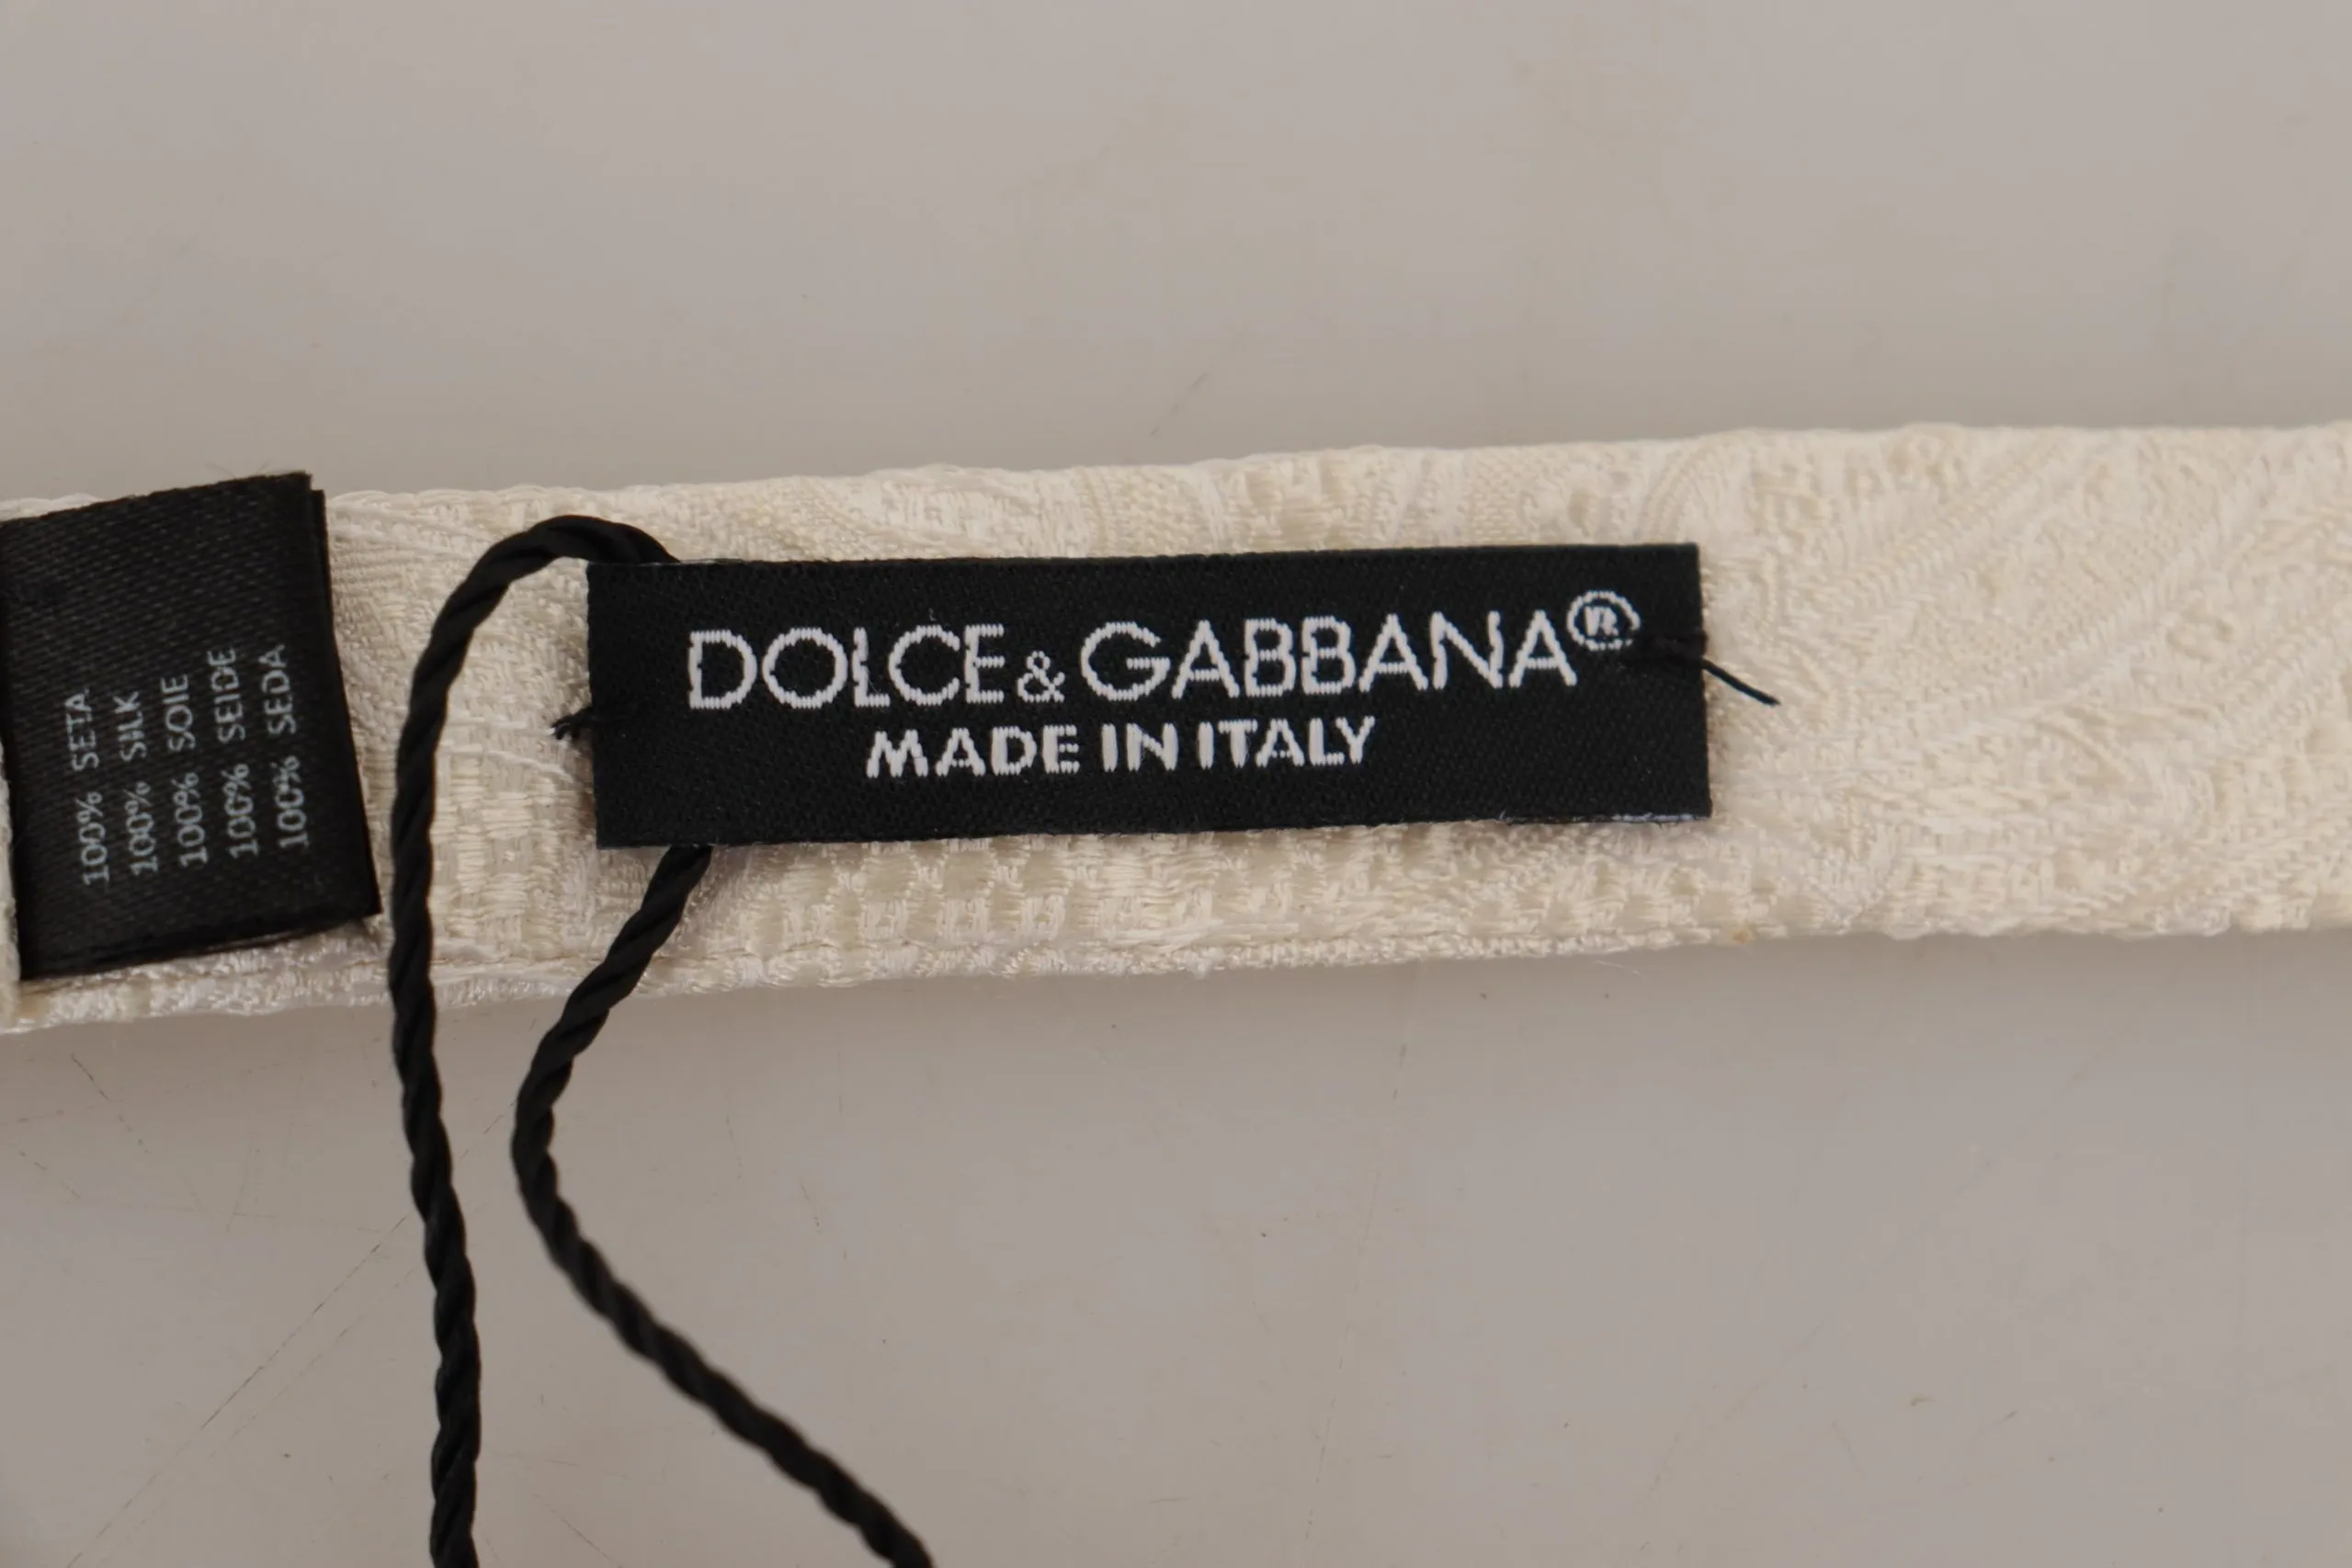 100% SETA
100% SILK
100% SOIE
100% SEIDE
100% SEDA
DOLCE & GABBANA®
MADE IN ITALY